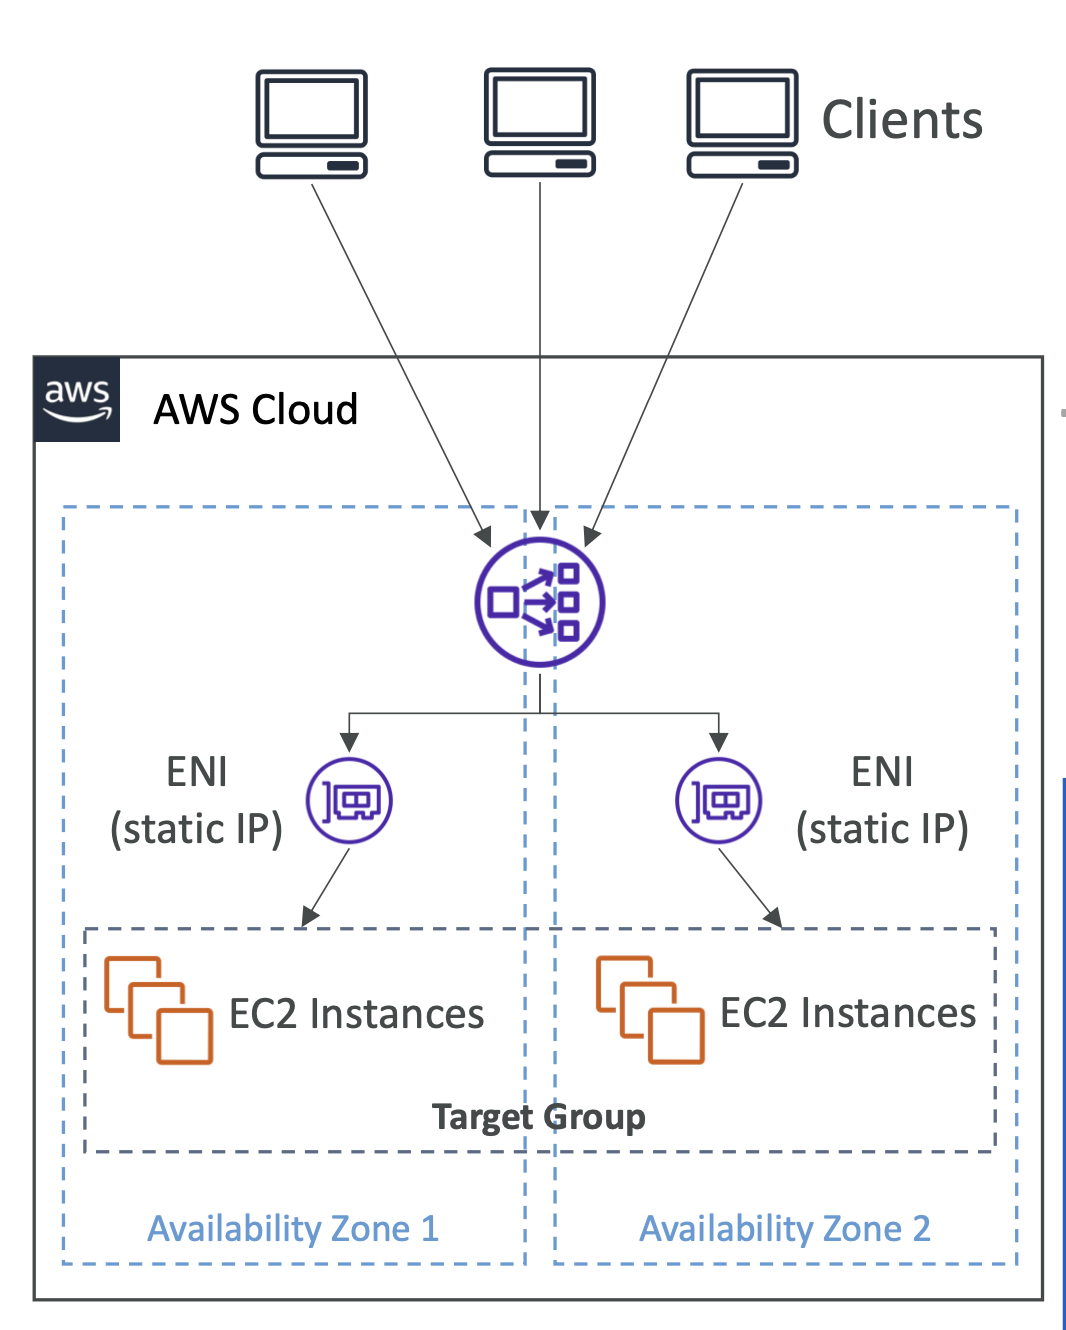 Clients
aws
AWS Cloud
ENI
(static IP)
ENI
(static IP)
EC2 Instances
EC2 Instances
Target Group
Availability Zone 1
Availability Zone 2